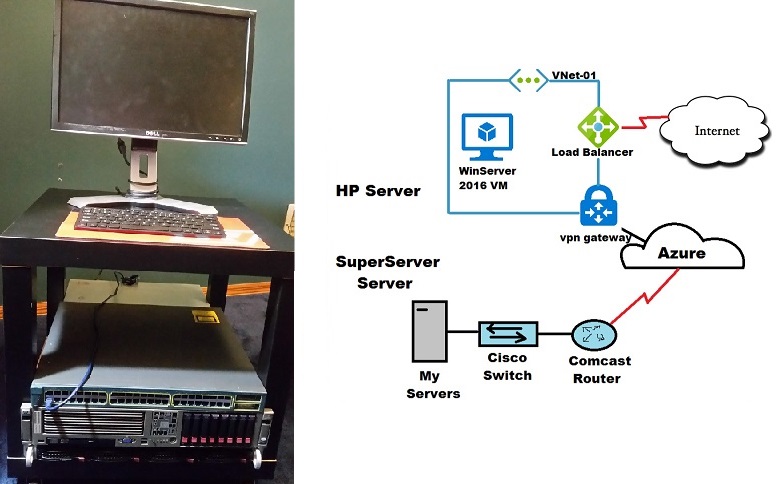 DELL
VNet-01
Internet
Load Balancer
WinServer
2016 VM
HP Server
vpn gateway
Azure
SuperServer
Server
My
Servers
Cisco
Switch
Comcast
Router